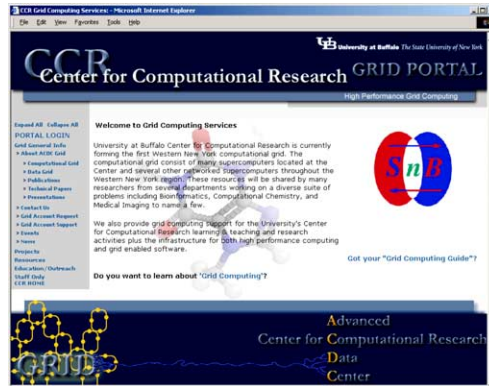 CCR Grid Computing Services: - Microsoft Internet Explorer
File Edit View Favorites Tools Help
UB University at Buffalo The State University of New York
CCR
Center for Computational Research GRID PORTAL
High Performance Grid Computing
Expand All Collapse All
PORTAL LOGIN
Grid General Info
» About ACDC Grid
» Computational Grid
» Data Grid
» Publications
» Technical Papers
» Presentations
» Contact Us
» Grid Account Request
» Grid Account Support
» Events
» News
Projects
Resources
Education/Outreach
Staff Only
CCR HOME
Welcome to Grid Computing Services
University at Buffalo Center for Computational Research is currently
forming the first Western New York computational grid. The
computational grid consist of many supercomputers located at the
Center and several other networked supercomputers throughout the
Western New York region. These resources will be shared by many
researchers from several departments working on a diverse suite of
problems including Bioinformatics, Computational Chemistry, and
Medical Imaging to name a few.
We also provide grid computing support for the University's Center
for Computational Research learning & teaching and research
activities plus the infrastructure for both high performance computing
and grid enabled software.
Do you want to learn about 'Grid Computing'?
SnB
Got your "Grid Computing Guide"?
GRID
Advanced
Center for Computational Research
Data
Center